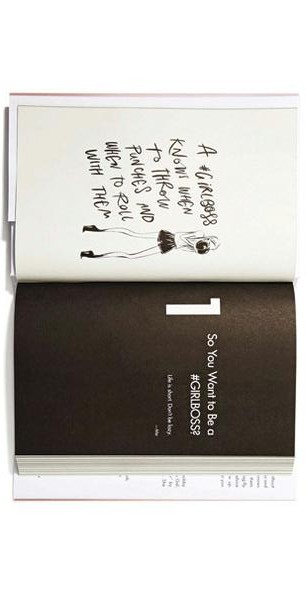 A #GIRLBOSS
KNOWS WHEN
TO THROW
PUNCHES AND
WHEN TO ROLL
WITH THEM
1
So You Want to Be a
#GIRLBOSS?
Life is short. Don't be lazy.
—Me